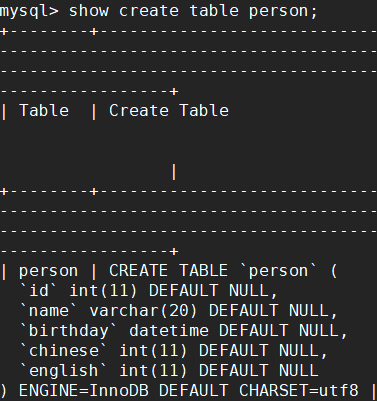 mysql> show create table person;
+--------+------------------------------
----------------------------------------
----------------------------------------
-----------------+
| Table  | Create Table
                 |
+--------+------------------------------
----------------------------------------
----------------------------------------
-----------------+
| person | CREATE TABLE `person` (
  `id` int(11) DEFAULT NULL,
  `name` varchar(20) DEFAULT NULL,
  `birthday` datetime DEFAULT NULL,
  `chinese` int(11) DEFAULT NULL,
  `english` int(11) DEFAULT NULL
) ENGINE=InnoDB DEFAULT CHARSET=utf8 |